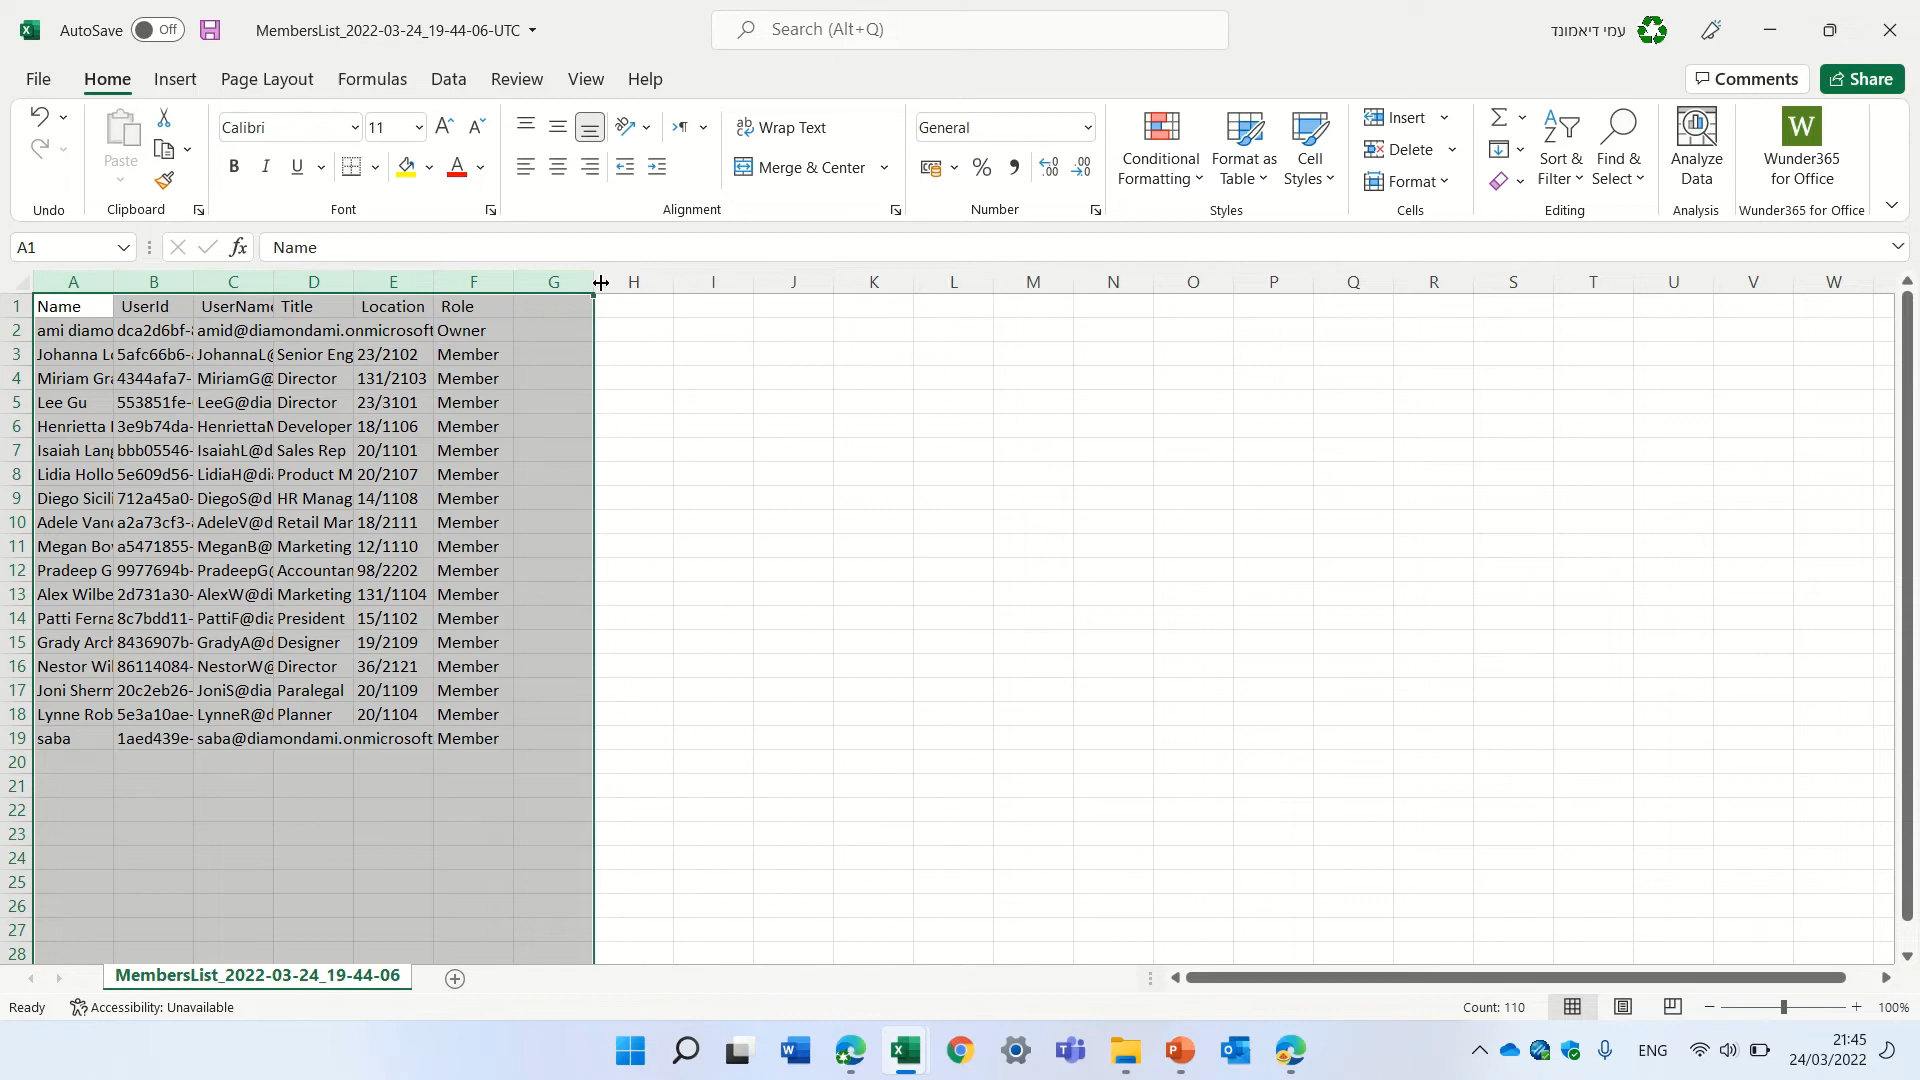 AutoSave Off MembersList_2022-03-24_19-44-06-UTC Search (Alt+Q) עמי דיאמונד
File Home Insert Page Layout Formulas Data Review View Help Comments Share
Calibri 11 Wrap Text General Insert
Paste Merge & Center Conditional Formatting Format as Table Cell Styles Delete Sort & Filter Find & Select Analyze Data Wunder365 for Office
Format
Undo Clipboard Font Alignment Number Styles Cells Editing Analysis Wunder365 for Office
A1 fx Name
A B C D E F G H I J K L M N O P Q R S T U V W
1 Name UserId UserName Title Location Role
2 ami diamo dca2d6bf- amid@diamondami.onmicrosoft Owner
3 Johanna Lo 5afc66b6- JohannaL@ Senior Eng 23/2102 Member
4 Miriam Gra 4344afa7- MiriamG@ Director 131/2103 Member
5 Lee Gu 553851fe- LeeG@dia Director 23/3101 Member
6 Henrietta 3e9b74da- HenriettaM Developer 18/1106 Member
7 Isaiah Lang bbb05546- IsaiahL@d Sales Rep 20/1101 Member
8 Lidia Hollo 5e609d56- LidiaH@dia Product M 20/2107 Member
9 Diego Sicili 712a45a0- DiegoS@d HR Manag 14/1108 Member
10 Adele Vanc a2a73cf3- AdeleV@d Retail Mar 18/2111 Member
11 Megan Bow a5471855- MeganB@ Marketing 12/1110 Member
12 Pradeep G 9977694b- PradeepG@ Accountan 98/2202 Member
13 Alex Wilbe 2d731a30- AlexW@di Marketing 131/1104 Member
14 Patti Ferna 8c7bdd11- PattiF@dia President 15/1102 Member
15 Grady Arch 8436907b- GradyA@d Designer 19/2109 Member
16 Nestor Wil 86114084- NestorW@ Director 36/2121 Member
17 Joni Sherm 20c2eb26- JoniS@dia Paralegal 20/1109 Member
18 Lynne Rob 5e3a10ae- LynneR@d Planner 20/1104 Member
19 saba 1aed439e- saba@diamondami.onmicrosoft Member
20
21
22
23
24
25
26
27
28
MembersList_2022-03-24_19-44-06
Ready Accessibility: Unavailable Count: 110 100%
ENG 21:45
24/03/2022